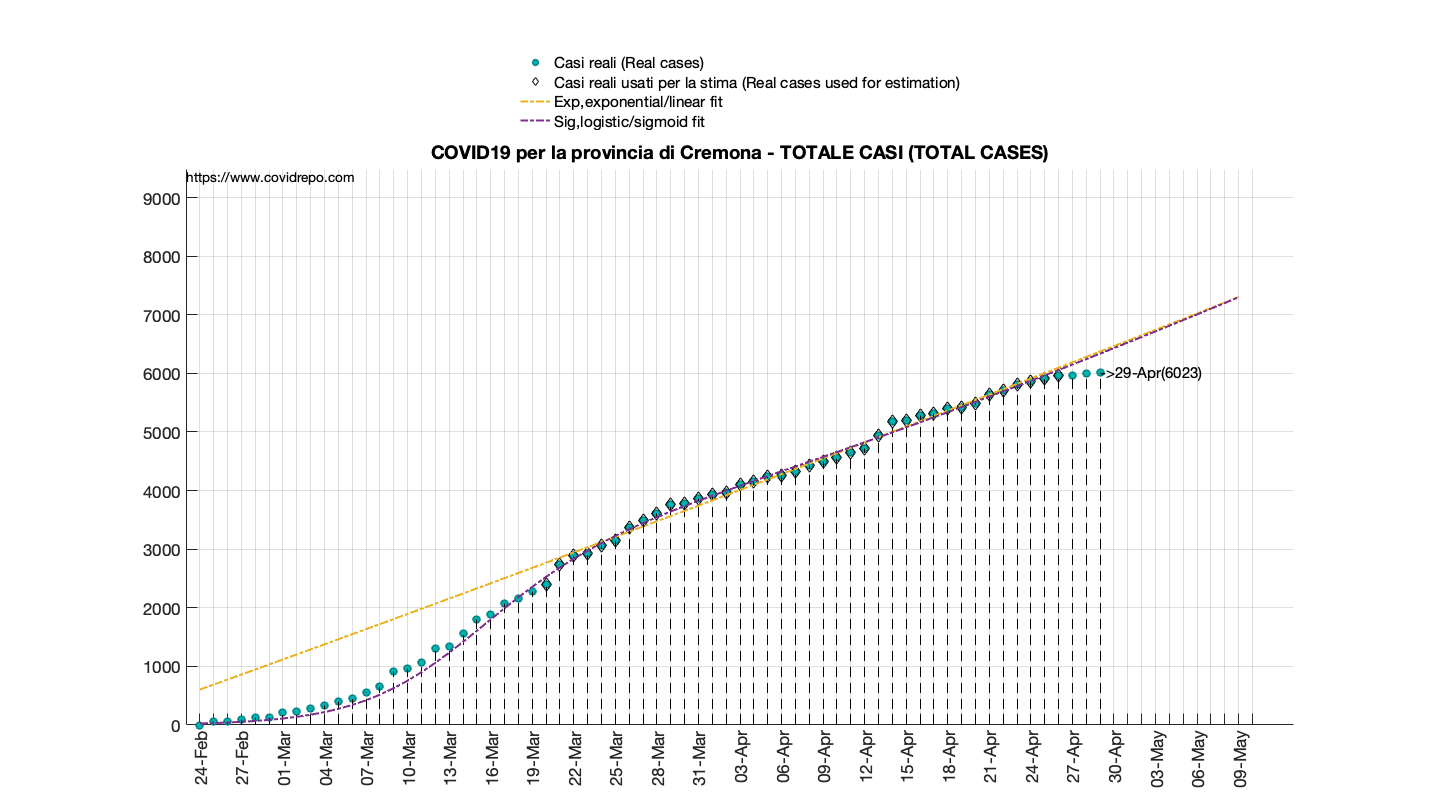 Casi reali (Real cases)
Casi reali usati per la stima (Real cases used for estimation)
Exp,exponential/linear fit
Sig,logistic/sigmoid fit
COVID19 per la provincia di Cremona - TOTALE CASI (TOTAL CASES)
https://www.covidrepo.com
9000
8000
7000
6000
5000
4000
3000
2000
1000
0
->29-Apr(6023)
24-Feb
27-Feb
01-Mar
04-Mar
07-Mar
10-Mar
13-Mar
16-Mar
19-Mar
22-Mar
25-Mar
28-Mar
31-Mar
03-Apr
06-Apr
09-Apr
12-Apr
15-Apr
18-Apr
21-Apr
24-Apr
27-Apr
30-Apr
03-May
06-May
09-May